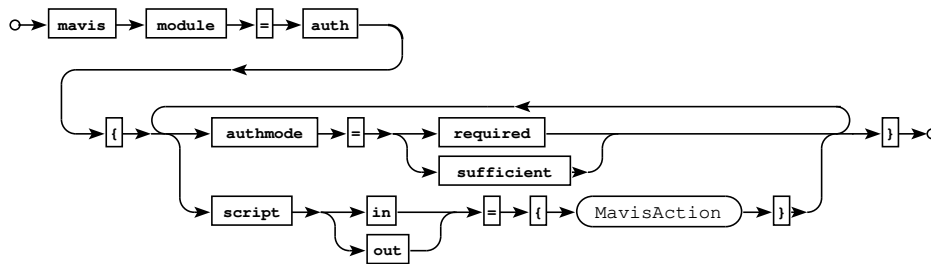 mavis module = auth
{ authmode = required }
sufficient
script in = { MavisAction }
out